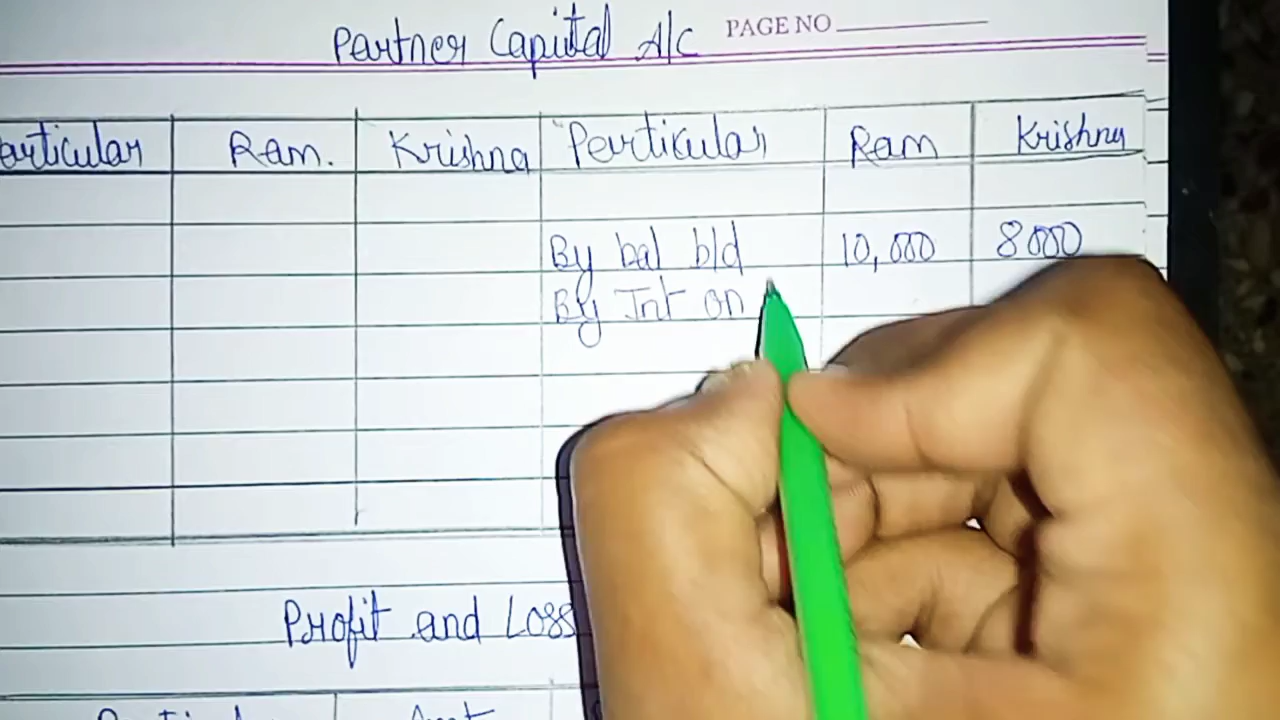 Partner Capital A/c PAGE NO
Particular Ram. Krishna Perticular Ram Krishna
By bal b/d 10,000 8000
By Int on
Profit and Loss